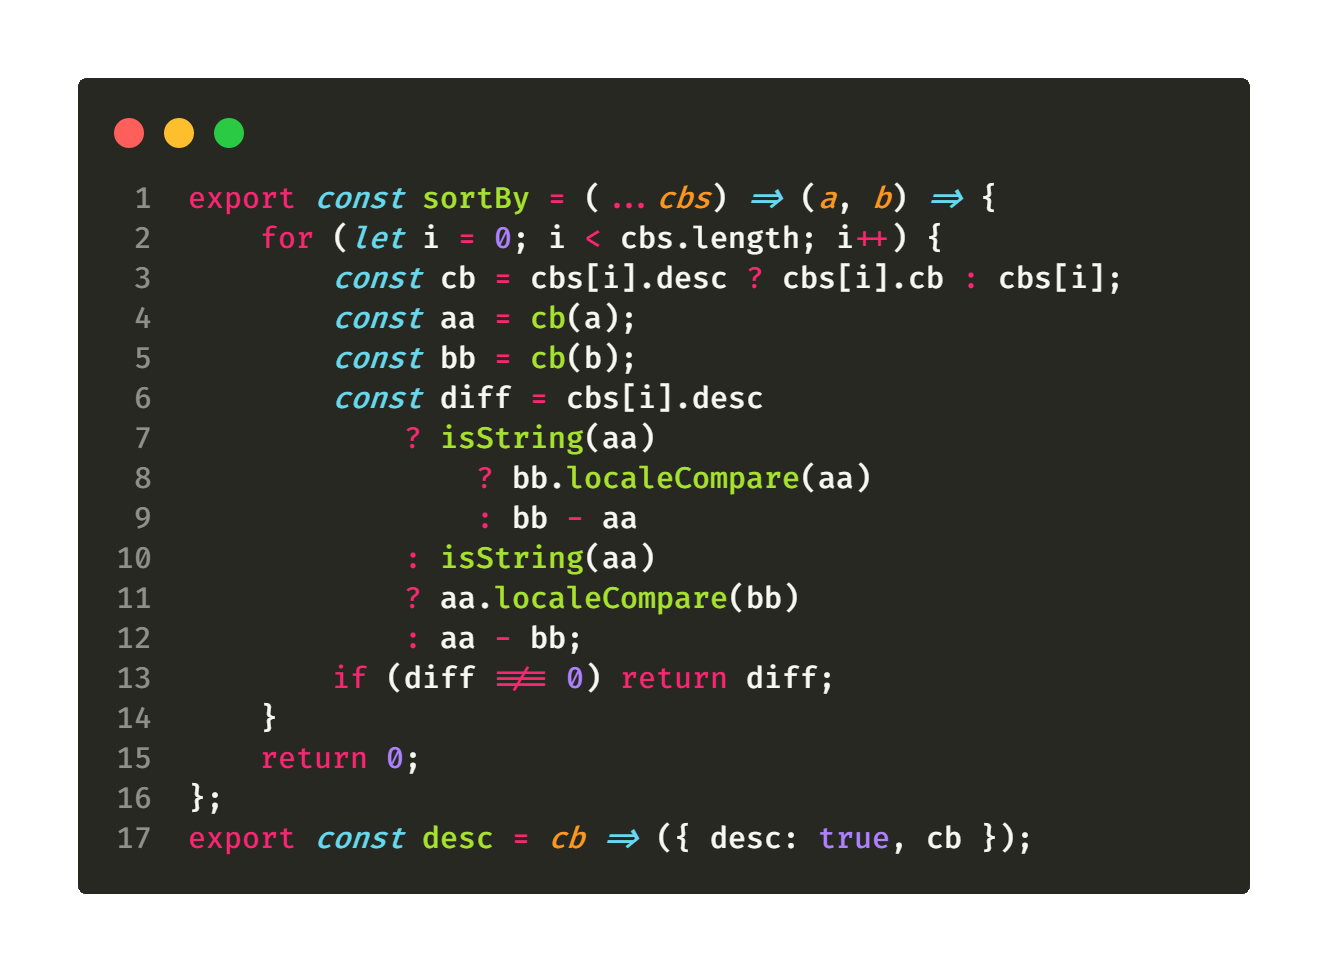 1 export const sortBy = (...cbs) => (a, b) => {
2     for (let i = 0; i < cbs.length; i++) {
3         const cb = cbs[i].desc ? cbs[i].cb : cbs[i];
4         const aa = cb(a);
5         const bb = cb(b);
6         const diff = cbs[i].desc
7             ? isString(aa)
8                 ? bb.localeCompare(aa)
9                 : bb - aa
10             : isString(aa)
11             ? aa.localeCompare(bb)
12             : aa - bb;
13         if (diff !== 0) return diff;
14     }
15     return 0;
16 };
17 export const desc = cb => ({ desc: true, cb });